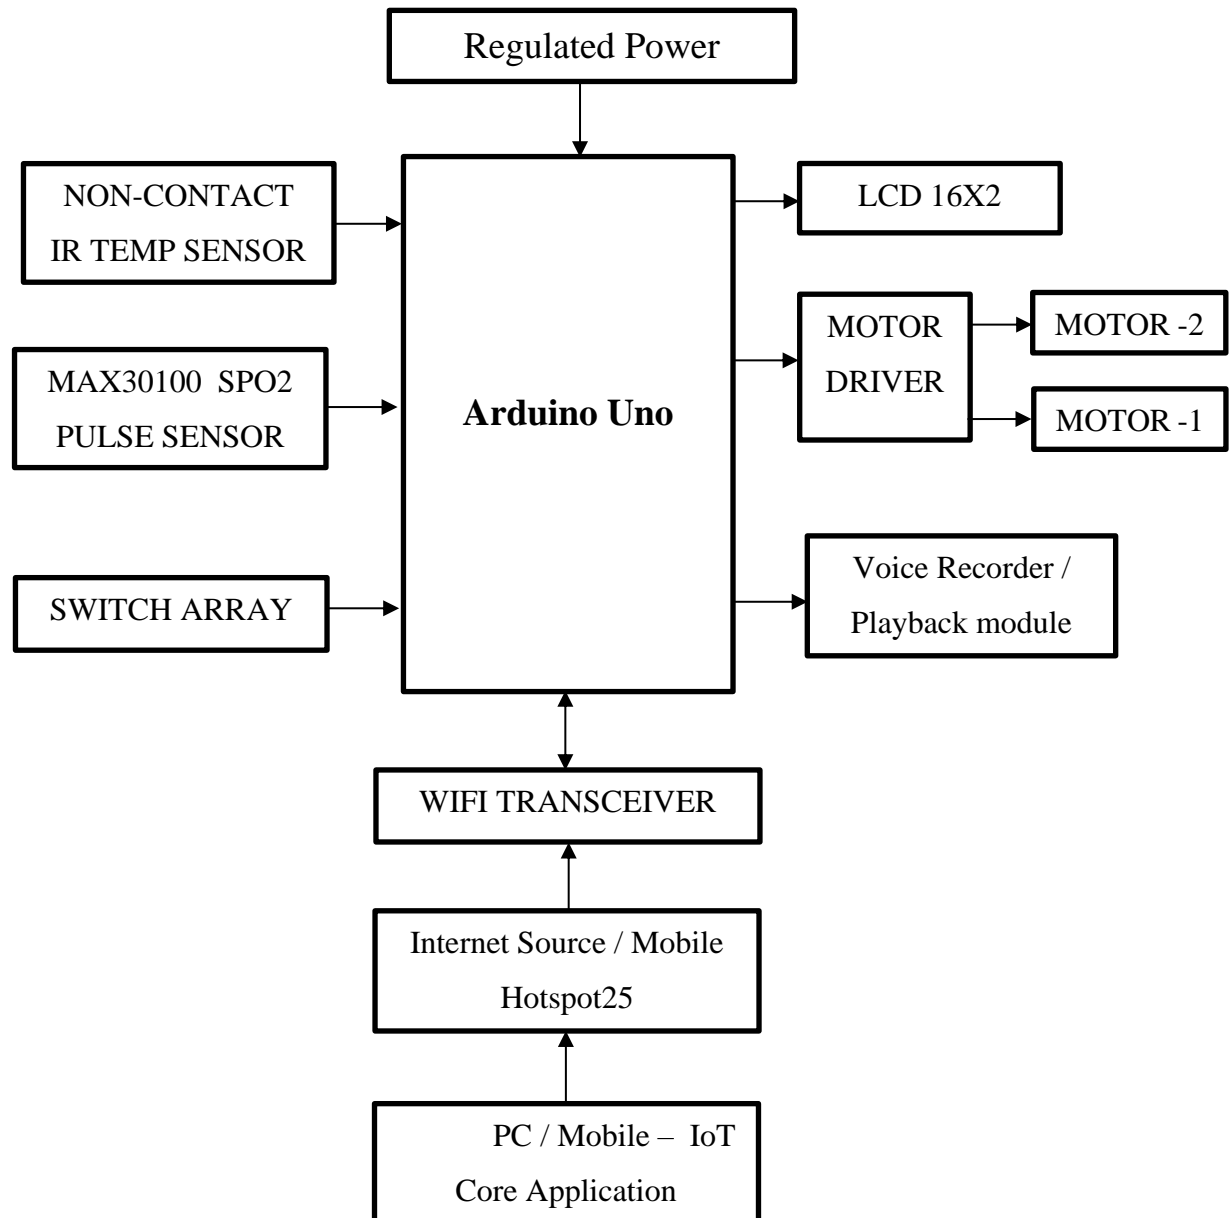 Regulated Power
NON-CONTACT
IR TEMP SENSOR
MAX30100  SPO2
PULSE SENSOR
SWITCH ARRAY
Arduino Uno
LCD 16X2
MOTOR
DRIVER
MOTOR -2
MOTOR -1
Voice Recorder /
Playback module
WIFI TRANSCEIVER
Internet Source / Mobile
Hotspot25
PC / Mobile –  IoT
Core Application